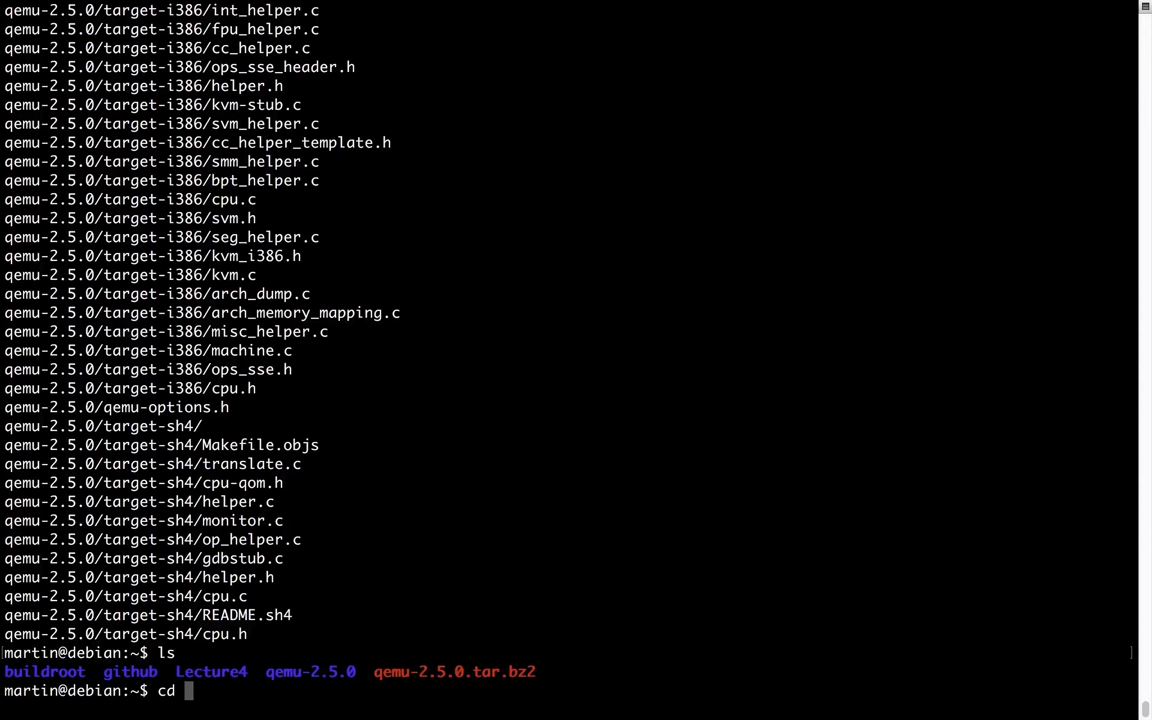 qemu-2.5.0/target-i386/int_helper.c
qemu-2.5.0/target-i386/fpu_helper.c
qemu-2.5.0/target-i386/cc_helper.c
qemu-2.5.0/target-i386/ops_sse_header.h
qemu-2.5.0/target-i386/helper.h
qemu-2.5.0/target-i386/kvm-stub.c
qemu-2.5.0/target-i386/svm_helper.c
qemu-2.5.0/target-i386/cc_helper_template.h
qemu-2.5.0/target-i386/smm_helper.c
qemu-2.5.0/target-i386/bpt_helper.c
qemu-2.5.0/target-i386/cpu.c
qemu-2.5.0/target-i386/svm.h
qemu-2.5.0/target-i386/seg_helper.c
qemu-2.5.0/target-i386/kvm_i386.h
qemu-2.5.0/target-i386/kvm.c
qemu-2.5.0/target-i386/arch_dump.c
qemu-2.5.0/target-i386/arch_memory_mapping.c
qemu-2.5.0/target-i386/misc_helper.c
qemu-2.5.0/target-i386/machine.c
qemu-2.5.0/target-i386/ops_sse.h
qemu-2.5.0/target-i386/cpu.h
qemu-2.5.0/qemu-options.h
qemu-2.5.0/target-sh4/
qemu-2.5.0/target-sh4/Makefile.objs
qemu-2.5.0/target-sh4/translate.c
qemu-2.5.0/target-sh4/cpu-qom.h
qemu-2.5.0/target-sh4/helper.c
qemu-2.5.0/target-sh4/monitor.c
qemu-2.5.0/target-sh4/op_helper.c
qemu-2.5.0/target-sh4/gdbstub.c
qemu-2.5.0/target-sh4/helper.h
qemu-2.5.0/target-sh4/cpu.c
qemu-2.5.0/target-sh4/README.sh4
qemu-2.5.0/target-sh4/cpu.h
martin@debian:~$ ls
buildroot github Lecture4 qemu-2.5.0 qemu-2.5.0.tar.bz2
martin@debian:~$ cd